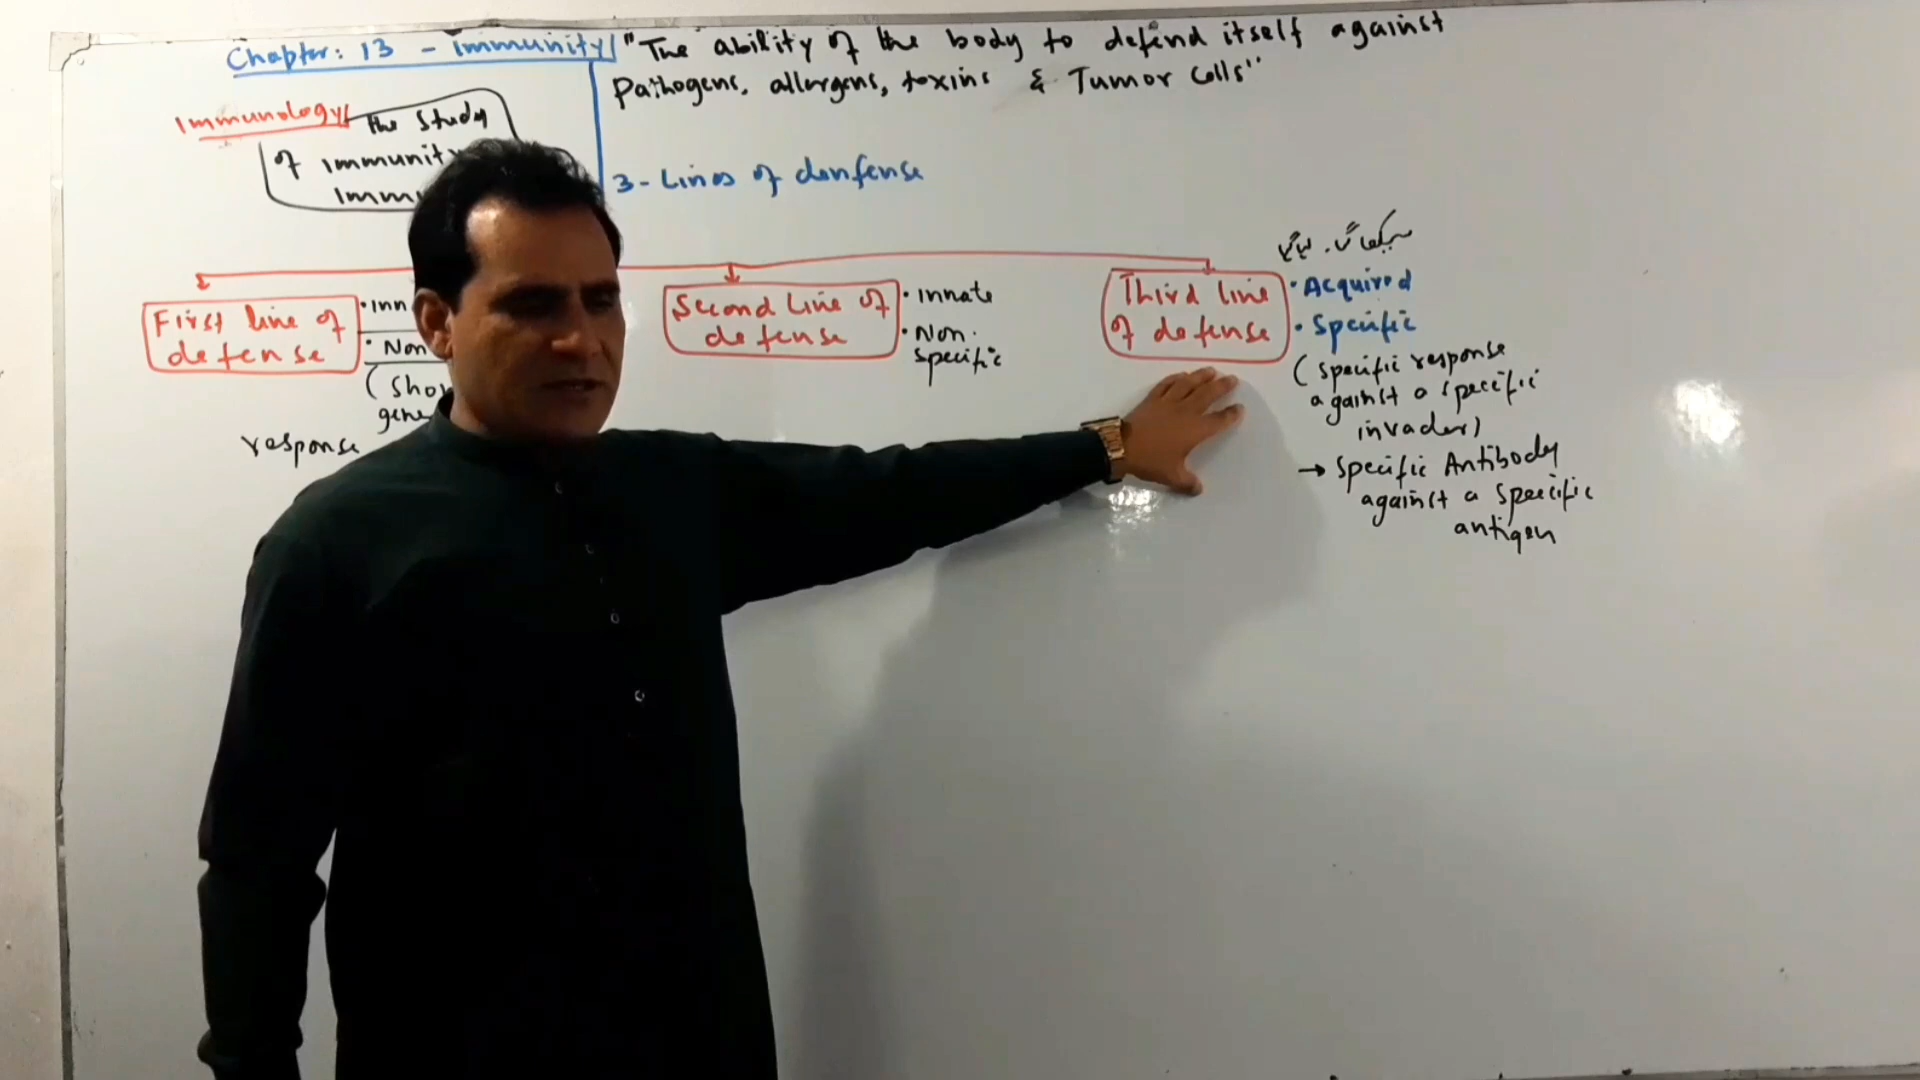 Chapter: 13 - Immunity "The ability of the body to defend itself against
Pathogens, allergens, toxins & Tumor Cells"
Immunology the study
of immunity
Imm
3- Lines of denfense
First line of
defense
Inn
Non
(Sho
gene
response
Second Line of
defense
• innate
• Non.
specific
Third line
of defense
• Acquired
• Specific
(specific response
against a specific
invader)
→ Specific Antibody
against a specific
antigen